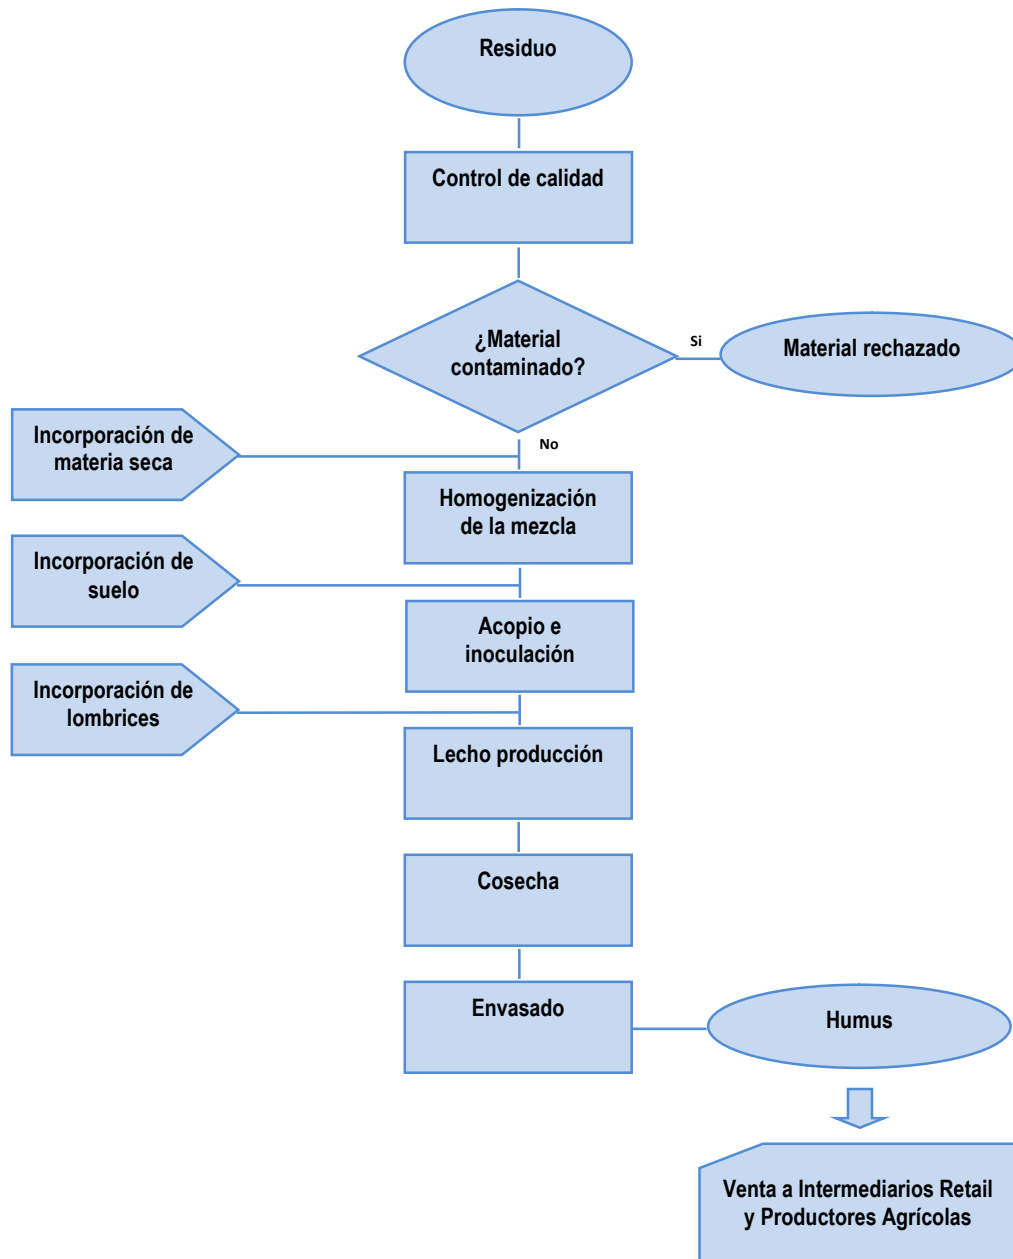 Residuo
Control de calidad
¿Material
contaminado?
Si
Material rechazado
No
Incorporación de
materia seca
Homogenización
de la mezcla
Incorporación de
suelo
Acopio e
inoculación
Incorporación de
lombrices
Lecho producción
Cosecha
Envasado
Humus
Venta a Intermediarios Retail
y Productores Agrícolas